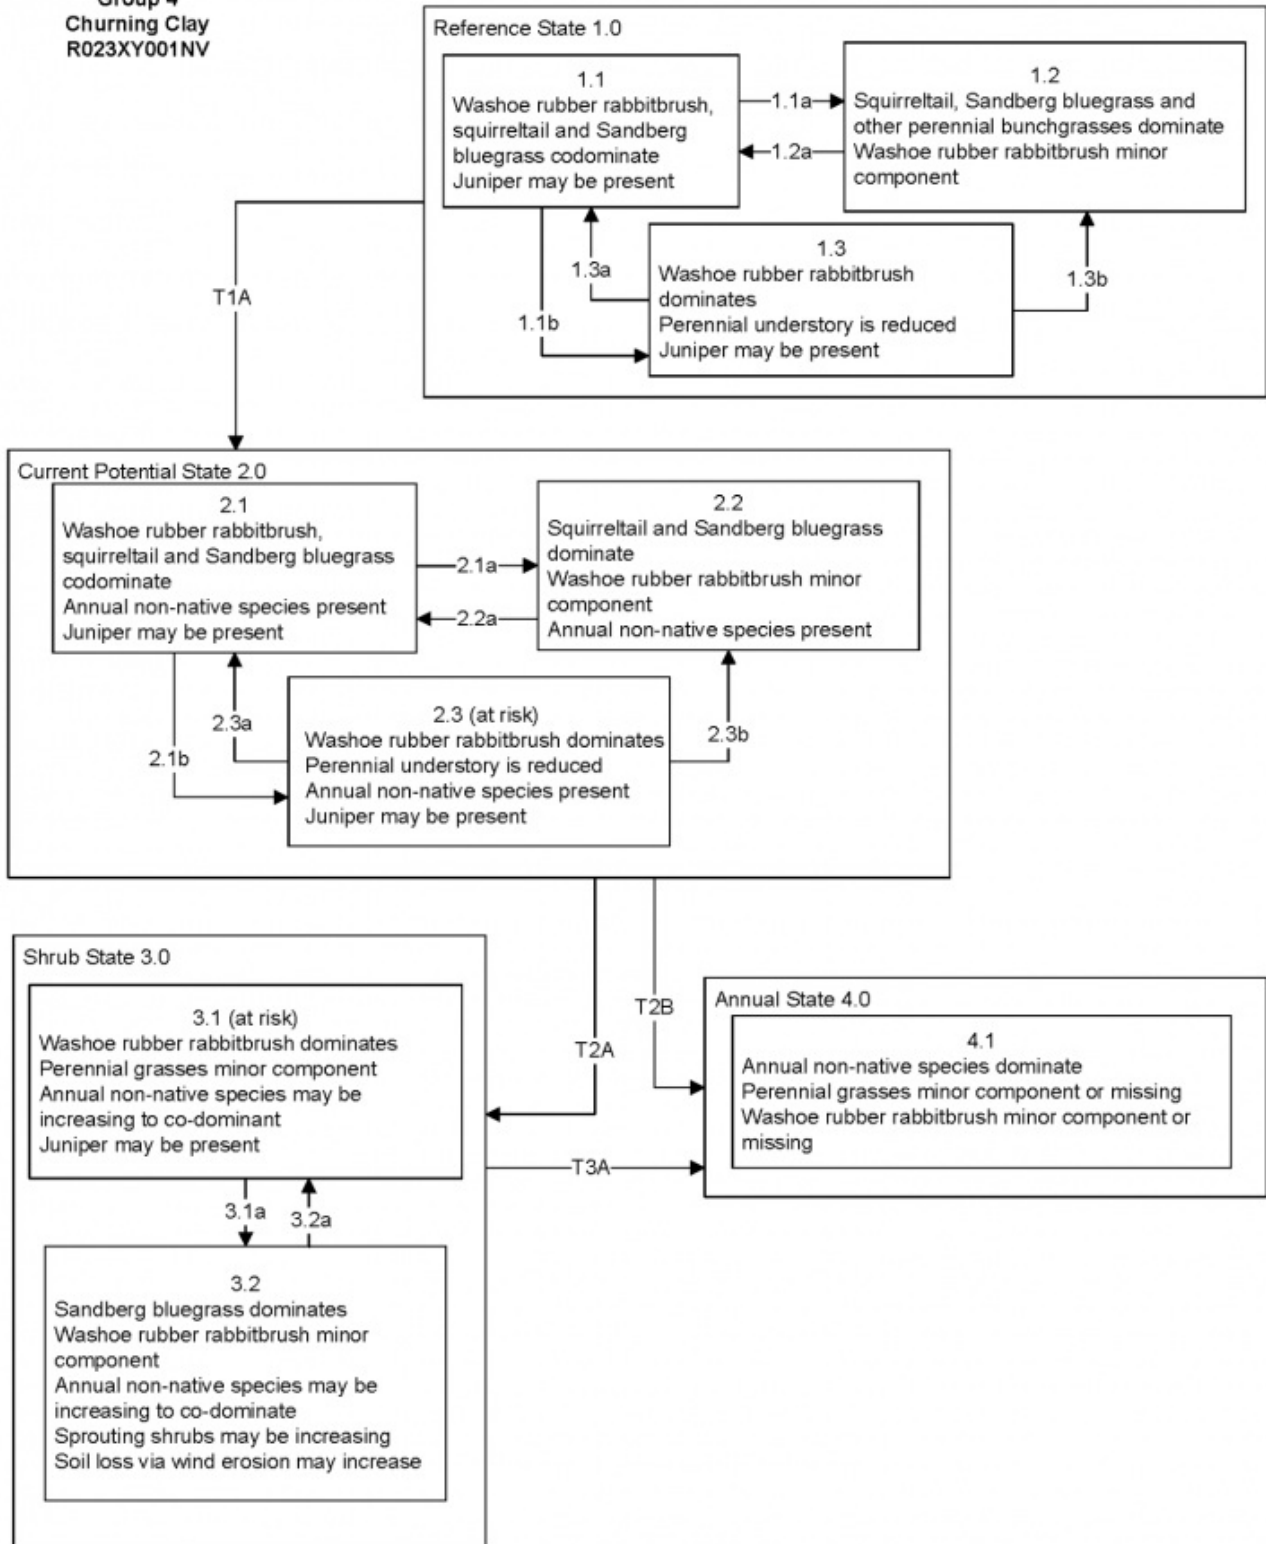 Group 4
Churning Clay
R023XY001NV
Reference State 1.0
1.1
Washoe rubber rabbitbrush,
squirreltail and Sandberg
bluegrass codominate
Juniper may be present
1.1a
1.2a
1.2
Squirreltail, Sandberg bluegrass and
other perennial bunchgrasses dominate
Washoe rubber rabbitbrush minor
component
1.3a
1.1b
1.3
Washoe rubber rabbitbrush
dominates
Perennial understory is reduced
Juniper may be present
1.3b
T1A
Current Potential State 2.0
2.1
Washoe rubber rabbitbrush,
squirreltail and Sandberg bluegrass
codominate
Annual non-native species present
Juniper may be present
2.1a
2.2a
2.2
Squirreltail and Sandberg bluegrass
dominate
Washoe rubber rabbitbrush minor
component
Annual non-native species present
2.3a
2.1b
2.3 (at risk)
Washoe rubber rabbitbrush dominates
Perennial understory is reduced
Annual non-native species present
Juniper may be present
2.3b
Shrub State 3.0
3.1 (at risk)
Washoe rubber rabbitbrush dominates
Perennial grasses minor component
Annual non-native species may be
increasing to co-dominant
Juniper may be present
3.1a
3.2a
3.2
Sandberg bluegrass dominates
Washoe rubber rabbitbrush minor
component
Annual non-native species may be
increasing to co-dominate
Sprouting shrubs may be increasing
Soil loss via wind erosion may increase
T2A
T2B
T3A
Annual State 4.0
4.1
Annual non-native species dominate
Perennial grasses minor component or missing
Washoe rubber rabbitbrush minor component or
missing